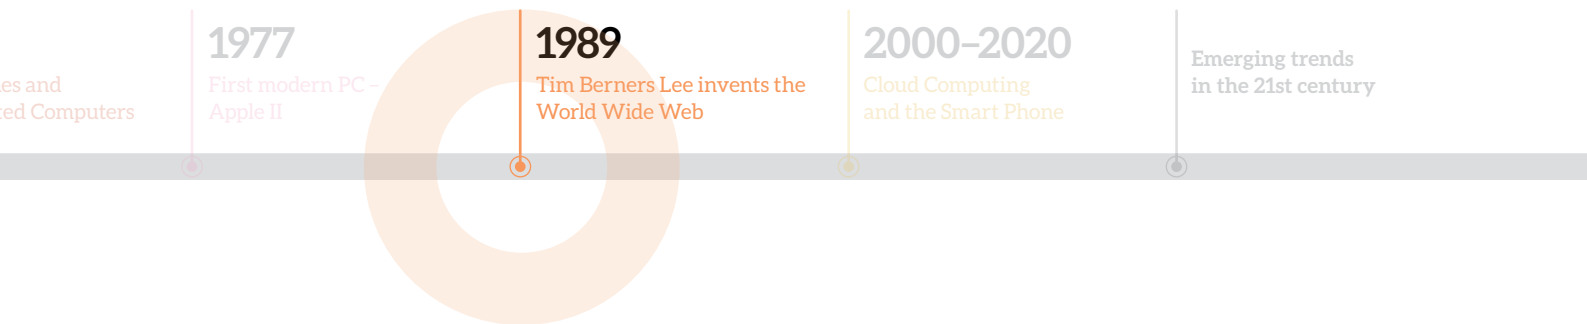 es and
ted Computers
1977
First modern PC –
Apple II
1989
Tim Berners Lee invents the
World Wide Web
2000–2020
Cloud Computing
and the Smart Phone
Emerging trends
in the 21st century